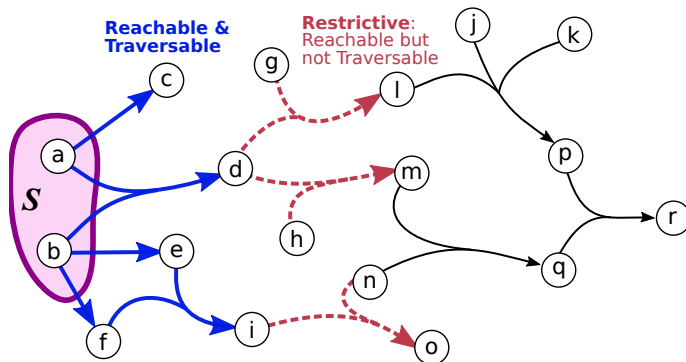 Reachable &
Traversable
Restrictive:
Reachable but
not Traversable
j
k
g
c
l
a
p
d
m
S
r
h
b
e
q
n
f
i
o